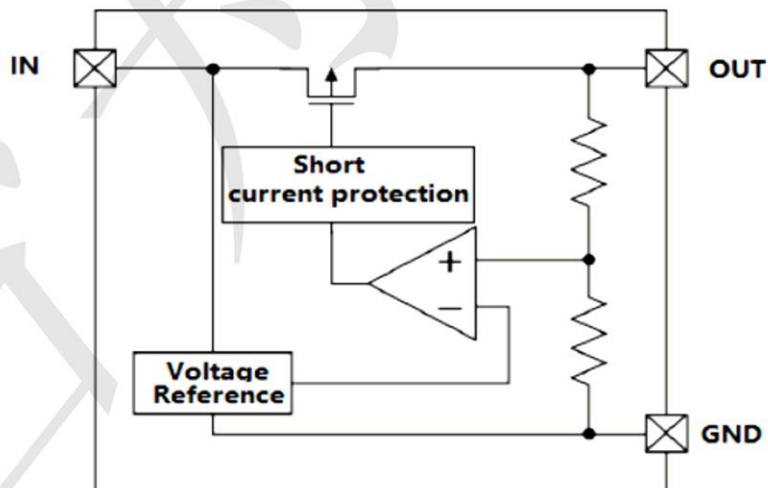 IN
OUT
Short
current protection
+
−
Voltage
Reference
GND